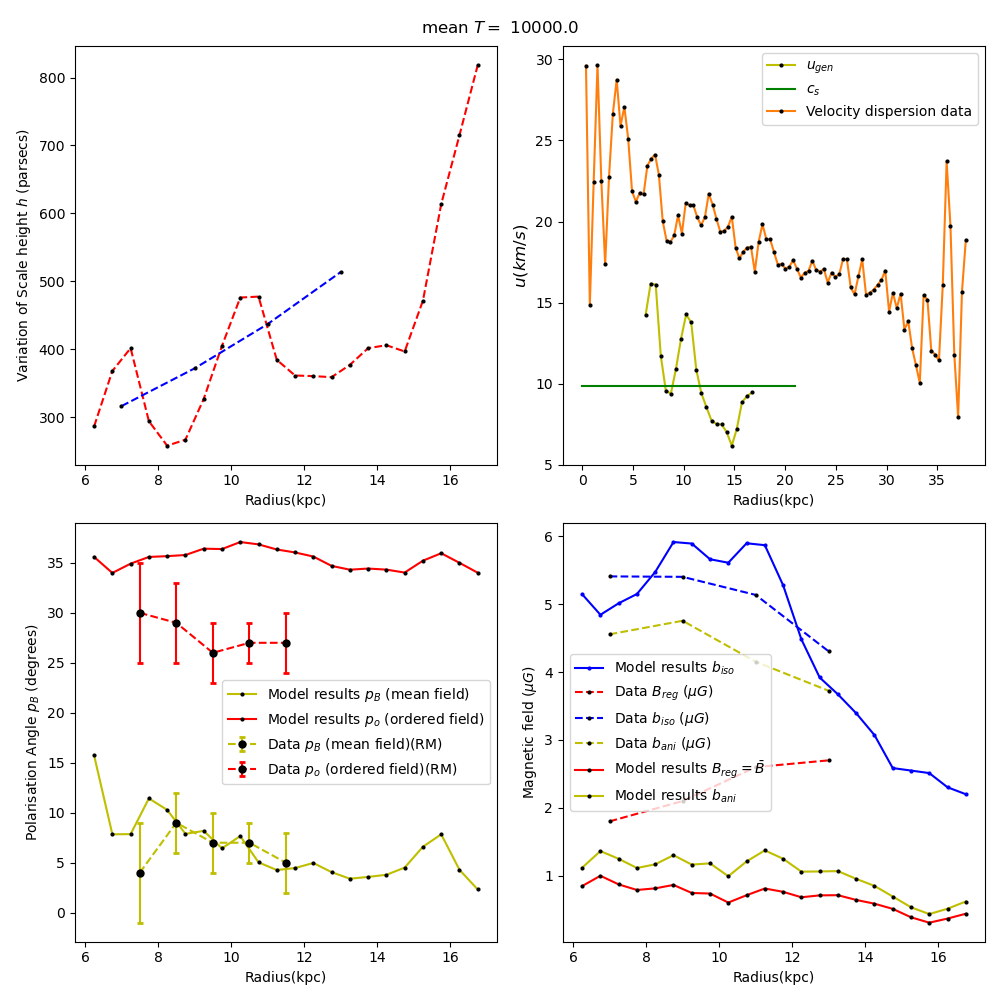 mean T = 10000.0
800
700
600
500
400
300
6 8 10 12 14 16
Radius(kpc)
Variation of Scale height h (parsecs)
30
25
20
15
10
5
0 5 10 15 20 25 30 35
Radius(kpc)
u(km/s)
u_gen
c_s
Velocity dispersion data
35
30
25
20
15
10
5
0
6 8 10 12 14 16
Radius(kpc)
Polarisation Angle p_B (degrees)
Model results p_B (mean field)
Model results p_o (ordered field)
Data p_B (mean field)(RM)
Data p_o (ordered field)(RM)
6
5
4
3
2
1
6 8 10 12 14 16
Radius(kpc)
Magnetic field (μG)
Model results b_iso
Data B_reg (μG)
Data b_iso (μG)
Data b_ani (μG)
Model results B_reg = B̄
Model results b_ani